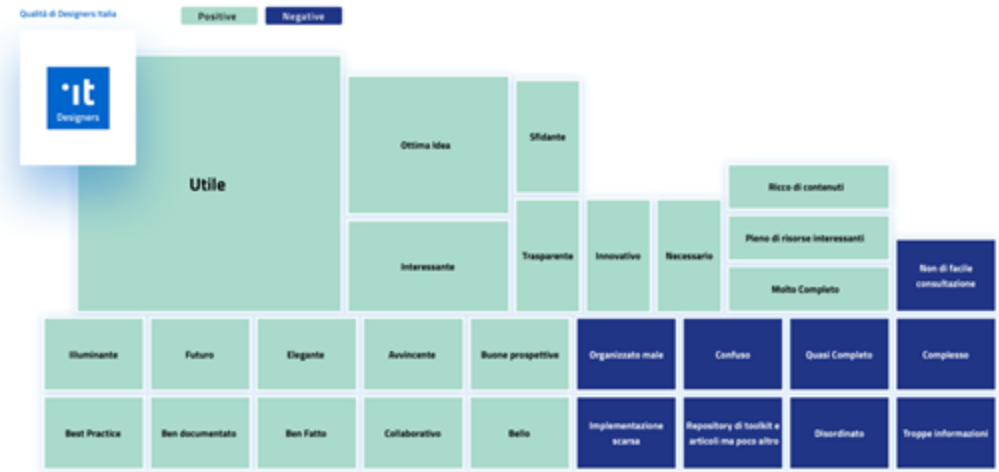 Qualità di Designers Italia
Positive
Negative
it
Designers
Utile
Ottima Idea
Sfidante
Interessante
Trasparente
Innovativo
Necessario
Ricco di contenuti
Pieno di risorse interessanti
Molto Completo
Non di facile
consultazione
Illuminante
Futuro
Elegante
Avvincente
Buone prospettive
Organizzato male
Confuso
Quasi Completo
Complesso
Best Practice
Ben documentato
Ben Fatto
Collaborativo
Bello
Implementazione
scarsa
Repository di toolkit e
articoli ma poco altro
Disordinato
Troppe informazioni